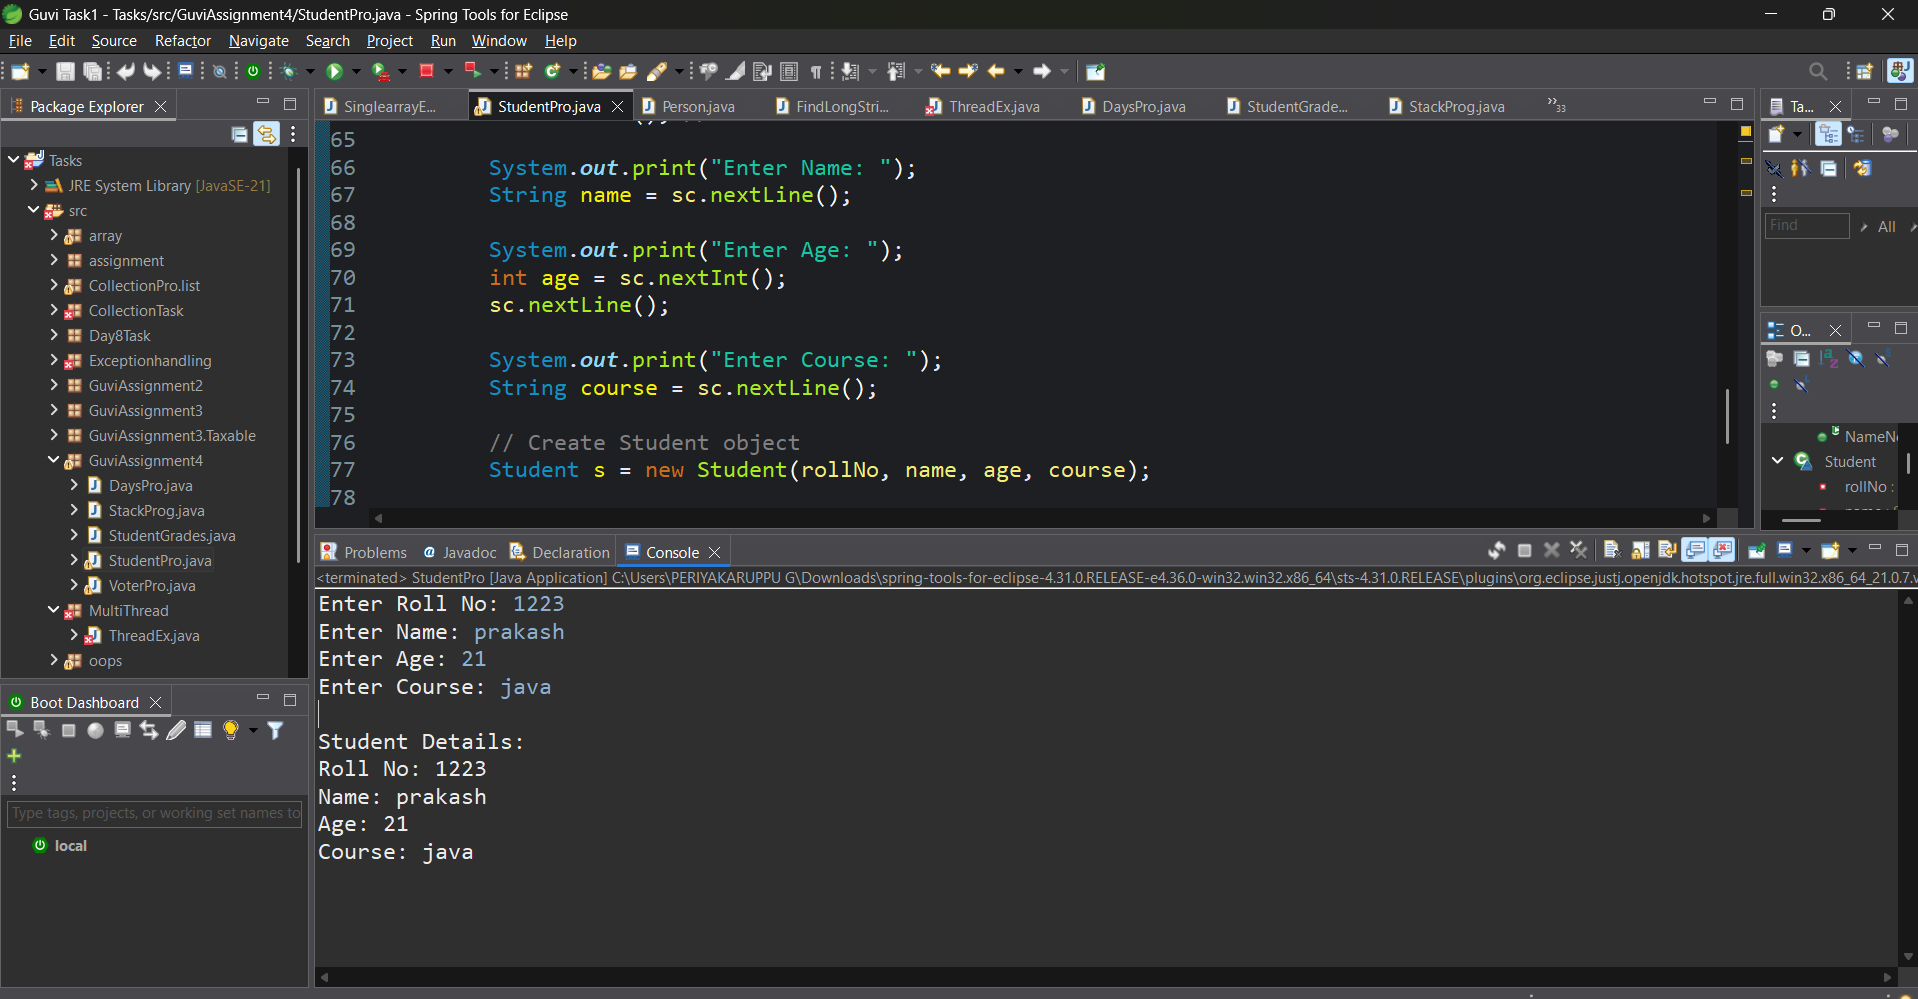 Guvi Task1 - Tasks/src/GuviAssignment4/StudentPro.java - Spring Tools for Eclipse
File Edit Source Refactor Navigate Search Project Run Window Help
Package Explorer
Tasks
JRE System Library [JavaSE-21]
src
array
assignment
CollectionPro.list
CollectionTask
Day8Task
Exceptionhandling
GuviAssignment2
GuviAssignment3
GuviAssignment3.Taxable
GuviAssignment4
DaysPro.java
StackProg.java
StudentGrades.java
StudentPro.java
VoterPro.java
MultiThread
ThreadEx.java
oops
Boot Dashboard
Type tags, projects, or working set names to
local
SinglearrayE... StudentPro.java Person.java FindLongStri... ThreadEx.java DaysPro.java StudentGrade... StackProg.java »33
65
66 System.out.print("Enter Name: ");
67 String name = sc.nextLine();
68
69 System.out.print("Enter Age: ");
70 int age = sc.nextInt();
71 sc.nextLine();
72
73 System.out.print("Enter Course: ");
74 String course = sc.nextLine();
75
76 // Create Student object
77 Student s = new Student(rollNo, name, age, course);
78
Problems @ Javadoc Declaration Console
<terminated> StudentPro [Java Application] C:\Users\PERIYAKARUPPU G\Downloads\spring-tools-for-eclipse-4.31.0.RELEASE-e4.36.0-win32.win32.x86_64\sts-4.31.0.RELEASE\plugins\org.eclipse.justj.openjdk.hotspot.jre.full.win32.x86_64_21.0.7.v
Enter Roll No: 1223
Enter Name: prakash
Enter Age: 21
Enter Course: java
Student Details:
Roll No: 1223
Name: prakash
Age: 21
Course: java
Ta...
Find All
O...
NameN
Student
rollNo :